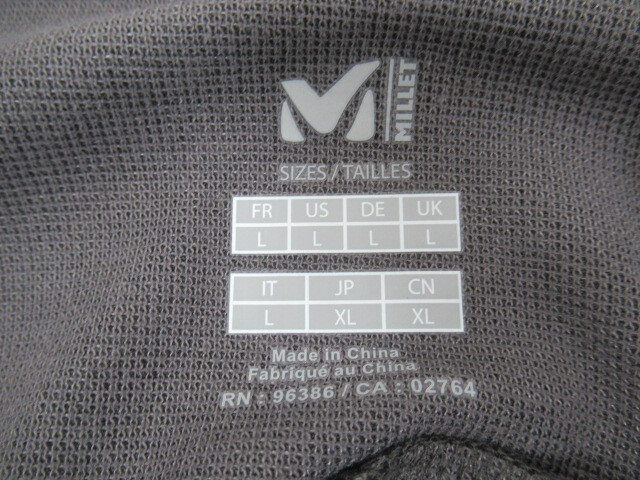 M MILLET
SIZES/TAILLES
FR US DE UK
L L L L
IT JP CN
L XL XL
Made in China
Fabriqué au China
RN : 96386 / CA : 02764